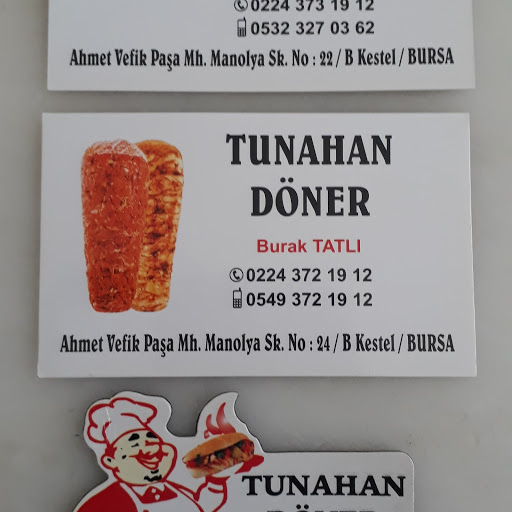 0224 373 19 12
0532 327 03 62
Ahmet Vefik Paşa Mh. Manolya Sk. No : 22 / B Kestel / BURSA
TUNAHAN
DÖNER
Burak TATLI
0224 372 19 12
0549 372 19 12
Ahmet Vefik Paşa Mh. Manolya Sk. No : 24 / B Kestel / BURSA
TUNAHAN
DÖNER